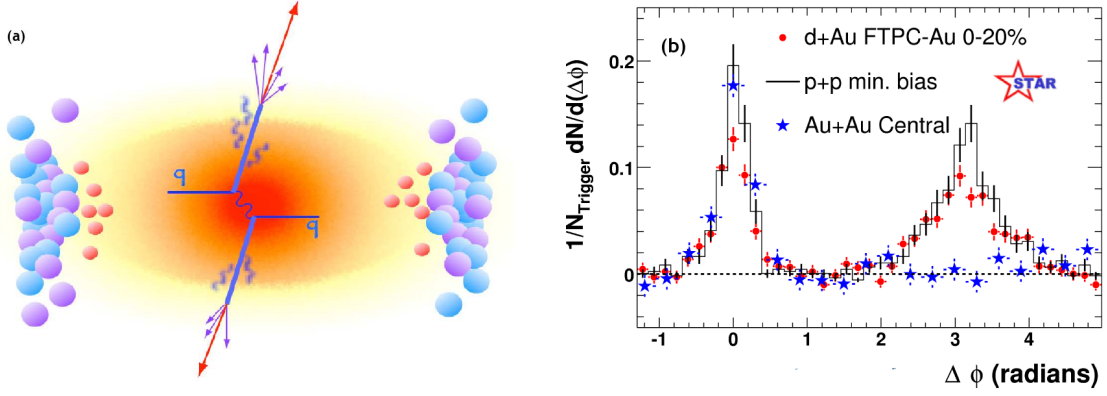 (a)
q
q
(b)
d+Au FTPC-Au 0-20%
p+p min. bias
STAR
Au+Au Central
1/N_Trigger dN/d(Δϕ)
0.2
0.1
0
-1 0 1 2 3 4
Δ ϕ (radians)